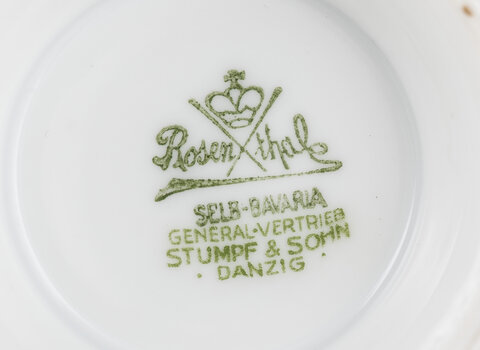 Rosenthal
SELB-BAVARIA
GENERAL-VERTRIEB
STUMPF & SOHN
· DANZIG ·